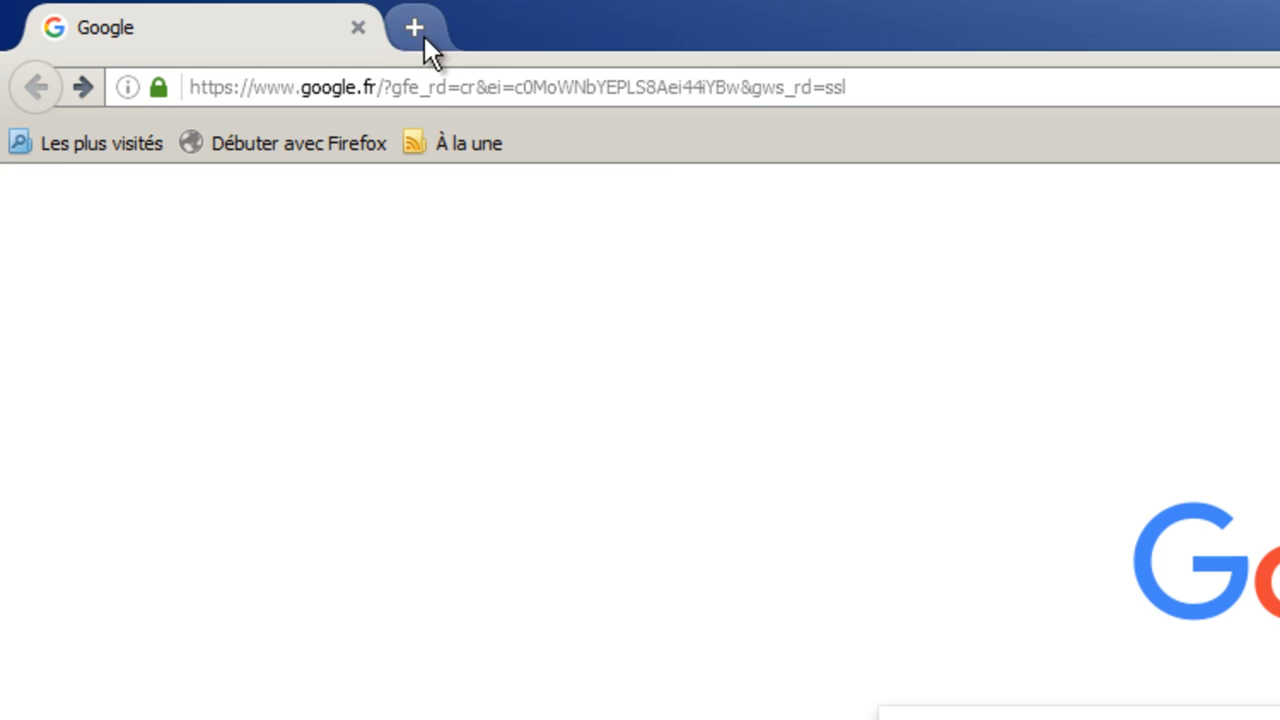 Google
https://www.google.fr/?gfe_rd=cr&ei=c0MoWNbYEPLS8Aei44iYBw&gws_rd=ssl
Les plus visités Débuter avec Firefox À la une